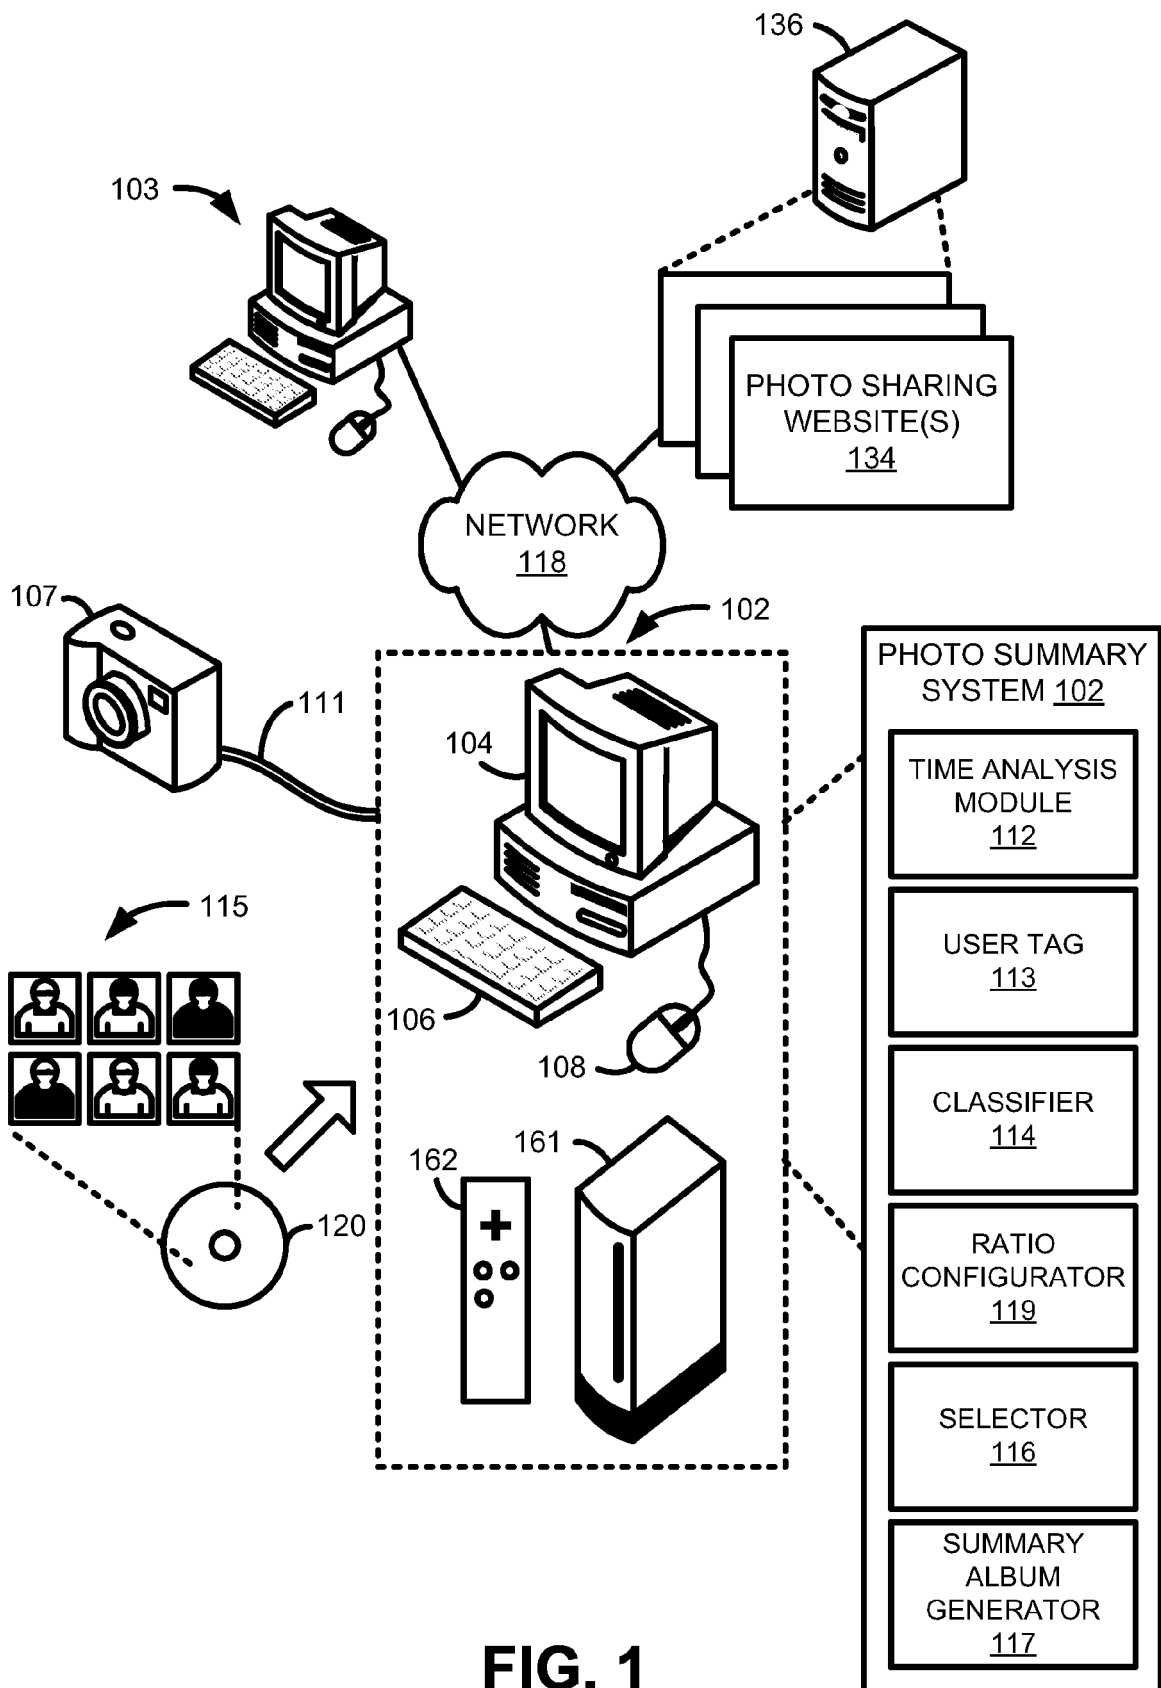 136
103
PHOTO SHARING
WEBSITE(S)
134
NETWORK
118
107
102
111
104
PHOTO SUMMARY
SYSTEM 102
TIME ANALYSIS
MODULE
112
115
USER TAG
113
106
108
CLASSIFIER
114
162
161
120
RATIO
CONFIGURATOR
119
SELECTOR
116
SUMMARY
ALBUM
GENERATOR
117
FIG. 1